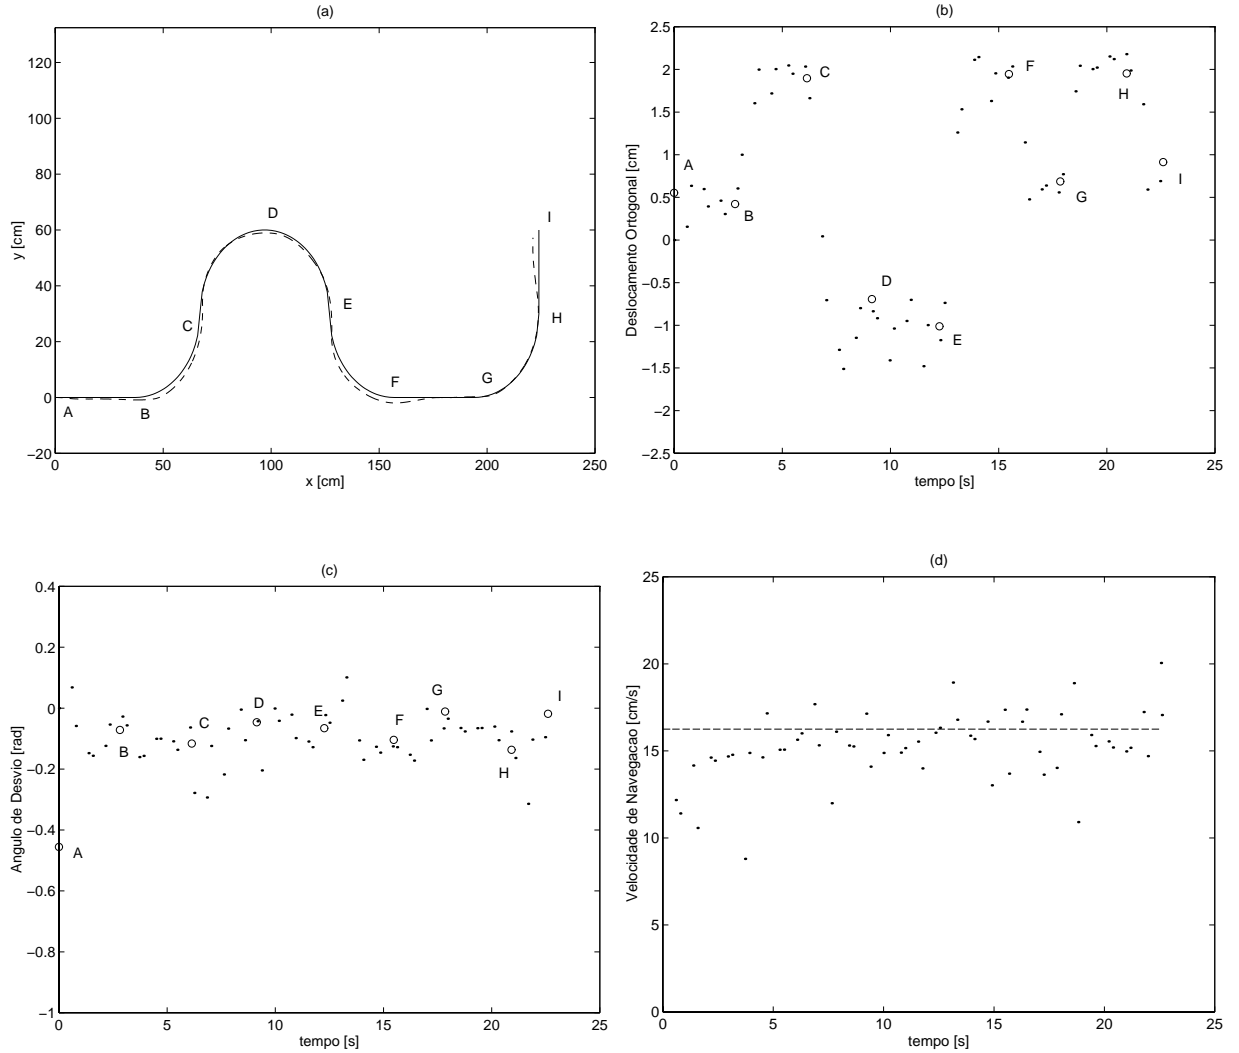 (a)
120
100
80
60
40
20
0
−20
0
50
100
150
200
250
x [cm]
y [cm]
A
B
C
D
E
F
G
H
I
(b)
2.5
2
1.5
1
0.5
0
−0.5
−1
−1.5
−2
−2.5
0
5
10
15
20
25
tempo [s]
Deslocamento Ortogonal [cm]
A
B
C
D
E
F
G
H
I
(c)
0.4
0.2
0
−0.2
−0.4
−0.6
−0.8
−1
0
5
10
15
20
25
tempo [s]
Angulo de Desvio [rad]
A
B
C
D
E
F
G
H
I
(d)
25
20
15
10
5
0
0
5
10
15
20
25
tempo [s]
Velocidade de Navegacao [cm/s]